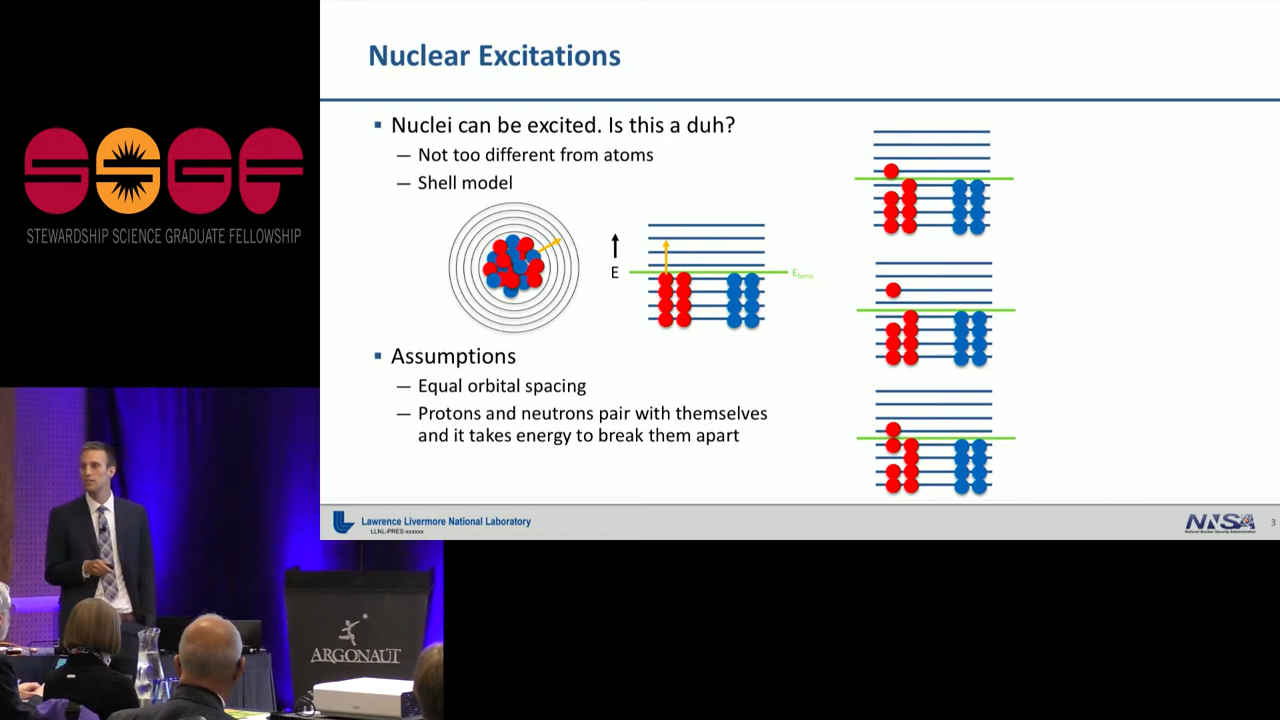 SSGF
STEWARDSHIP SCIENCE GRADUATE FELLOWSHIP
Nuclear Excitations
▪ Nuclei can be excited. Is this a duh?
— Not too different from atoms
— Shell model
E
E_fermi
▪ Assumptions
— Equal orbital spacing
— Protons and neutrons pair with themselves
and it takes energy to break them apart
Lawrence Livermore National Laboratory
LLNL-PRES-xxxxxx
NNSA
National Nuclear Security Administration
3
ARGONAUT